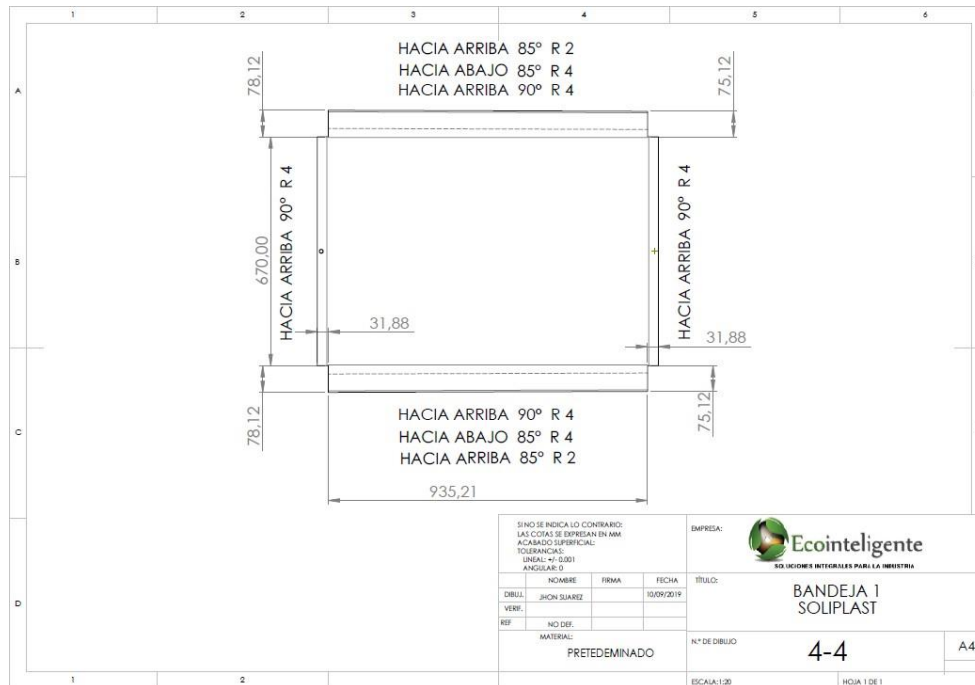 1 2 3 4 5 6
HACIA ARRIBA 85º R 2
HACIA ABAJO 85º R 4
HACIA ARRIBA 90º R 4
78,12
75,12
A
HACIA ARRIBA 90º R 4
HACIA ARRIBA 90º R 4
670,00
B
31,88
31,88
78,12
75,12
HACIA ARRIBA 90º R 4
HACIA ABAJO 85º R 4
HACIA ARRIBA 85º R 2
C
935,21
SI NO SE INDICA LO CONTRARIO:
LAS COTAS SE EXPRESAN EN MM
ACABADO SUPERFICIAL:
TOLERANCIAS:
LINEAL: +/- 0.001
ANGULAR: 0
EMPRESA:
Ecointeligente
SOLUCIONES INTEGRALES PARA LA INDUSTRIA
NOMBRE FIRMA FECHA
DIBUJ. JHON SUAREZ 10/09/2019
VERIF.
REF NO DEF.
TÍTULO:
BANDEJA 1
SOLIPLAST
D
MATERIAL:
PRETEDEMINADO
N.º DE DIBUJO
4-4
A4
1 2
ESCALA:1:20
HOJA 1 DE 1